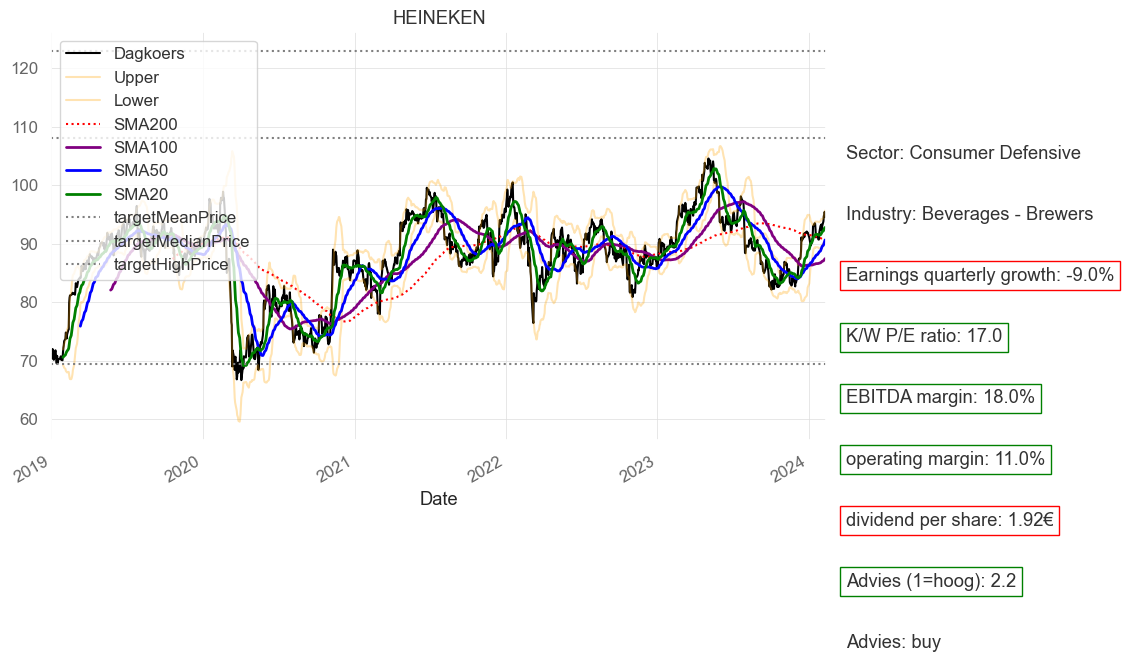 HEINEKEN
Dagkoers
Upper
Lower
SMA200
SMA100
SMA50
SMA20
targetMeanPrice
targetMedianPrice
targetHighPrice
120
110
100
90
80
70
60
2019
2020
2021
2022
2023
2024
Date
Sector: Consumer Defensive
Industry: Beverages - Brewers
Earnings quarterly growth: -9.0%
K/W P/E ratio: 17.0
EBITDA margin: 18.0%
operating margin: 11.0%
dividend per share: 1.92€
Advies (1=hoog): 2.2
Advies: buy